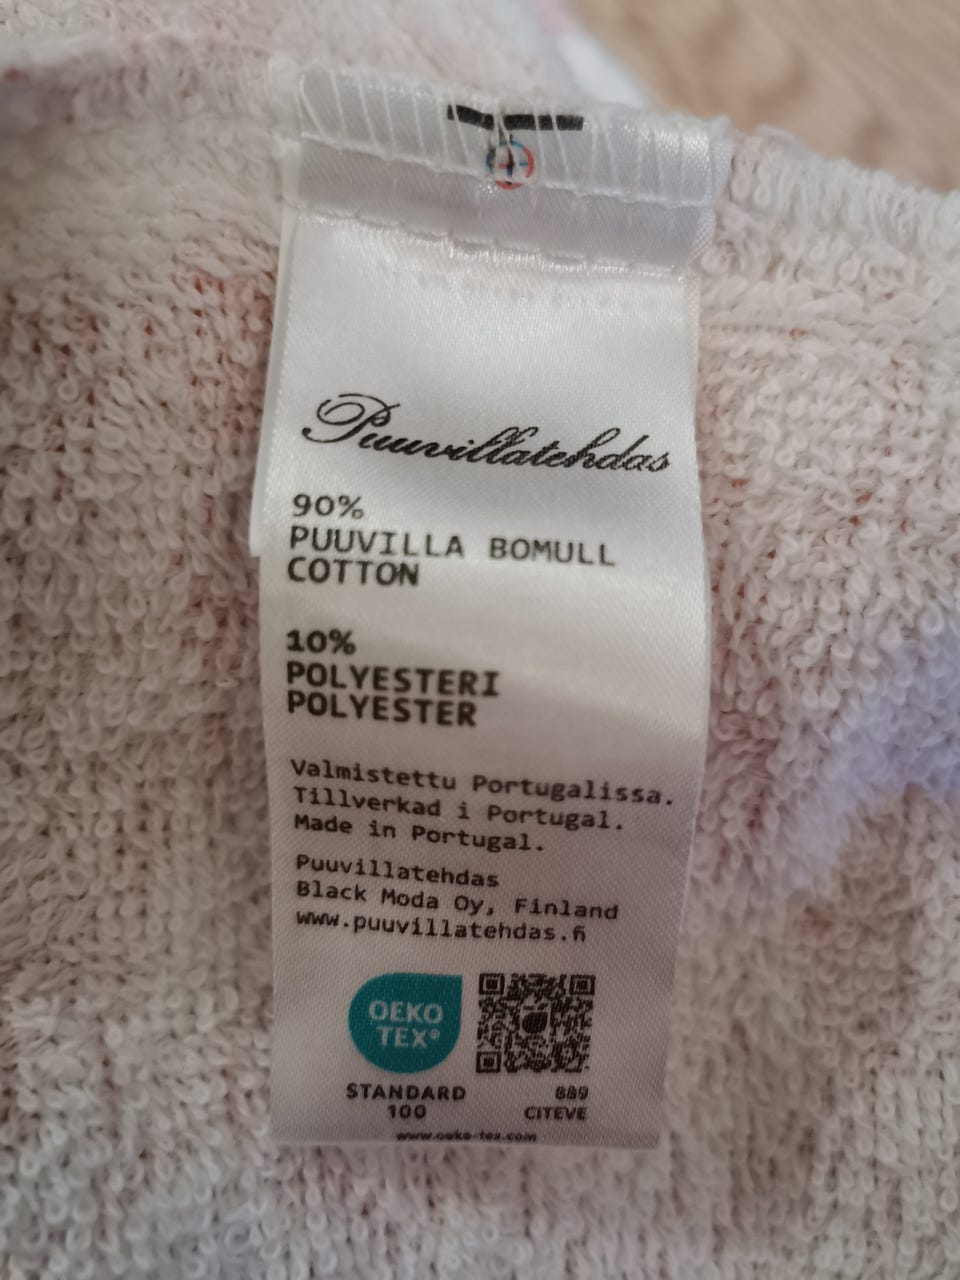 Puuvillatehdas
90%
PUUVILLA BOMULL
COTTON
10%
POLYESTERI
POLYESTER
Valmistettu Portugalissa.
Tillverkad i Portugal.
Made in Portugal.
Puuvillatehdas
Black Moda Oy, Finland
www.puuvillatehdas.fi
OEKO
TEX®
STANDARD
100
889
CITEVE
www.oeko-tex.com